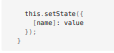 this.setState({
[name]: value
});
}